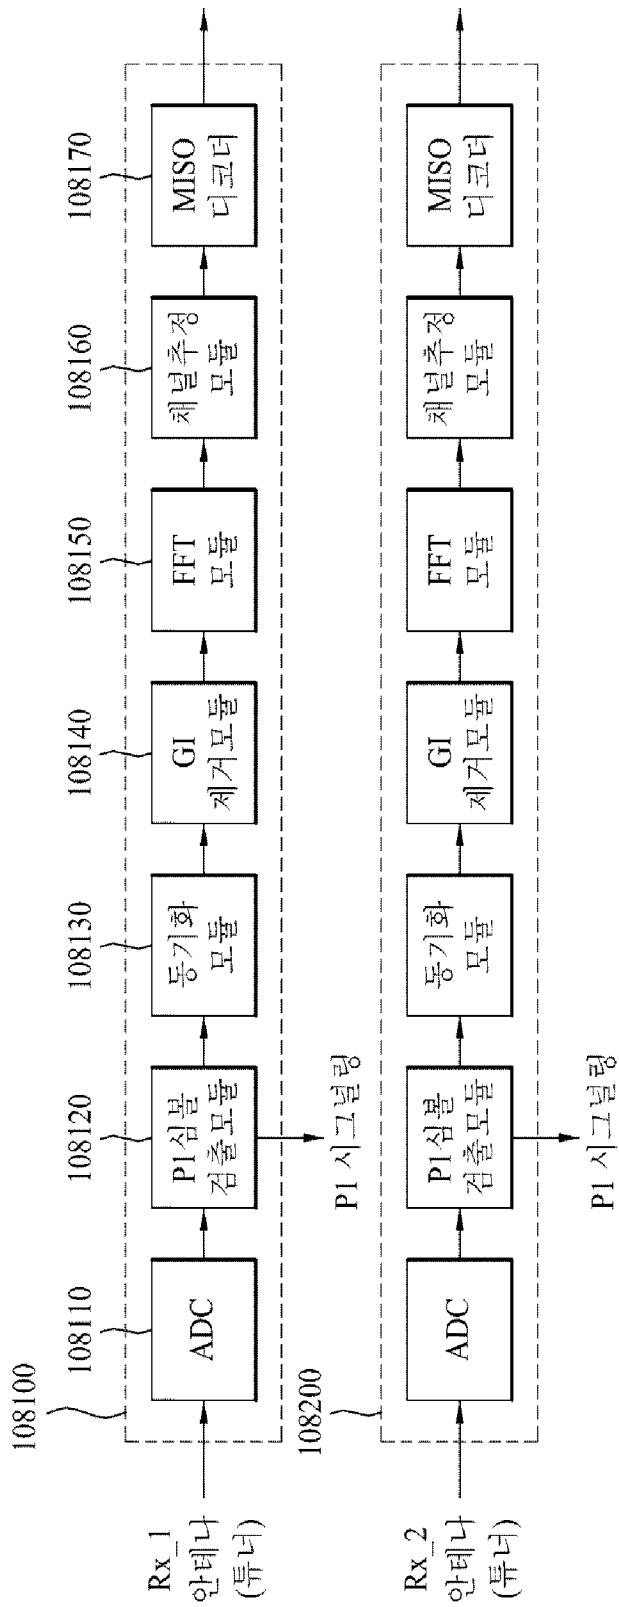 108100
108110
108120
108130
108140
108150
108160
108170
Rx_1
안테나
(튜너)
ADC
P1심볼
검출모듈
동기화
모듈
GI
제거모듈
FFT
모듈
채널추정
모듈
MISO
디코더
P1 시그널링
108200
Rx_2
안테나
(튜너)
ADC
P1심볼
검출모듈
동기화
모듈
GI
제거모듈
FFT
모듈
채널추정
모듈
MISO
디코더
P1 시그널링